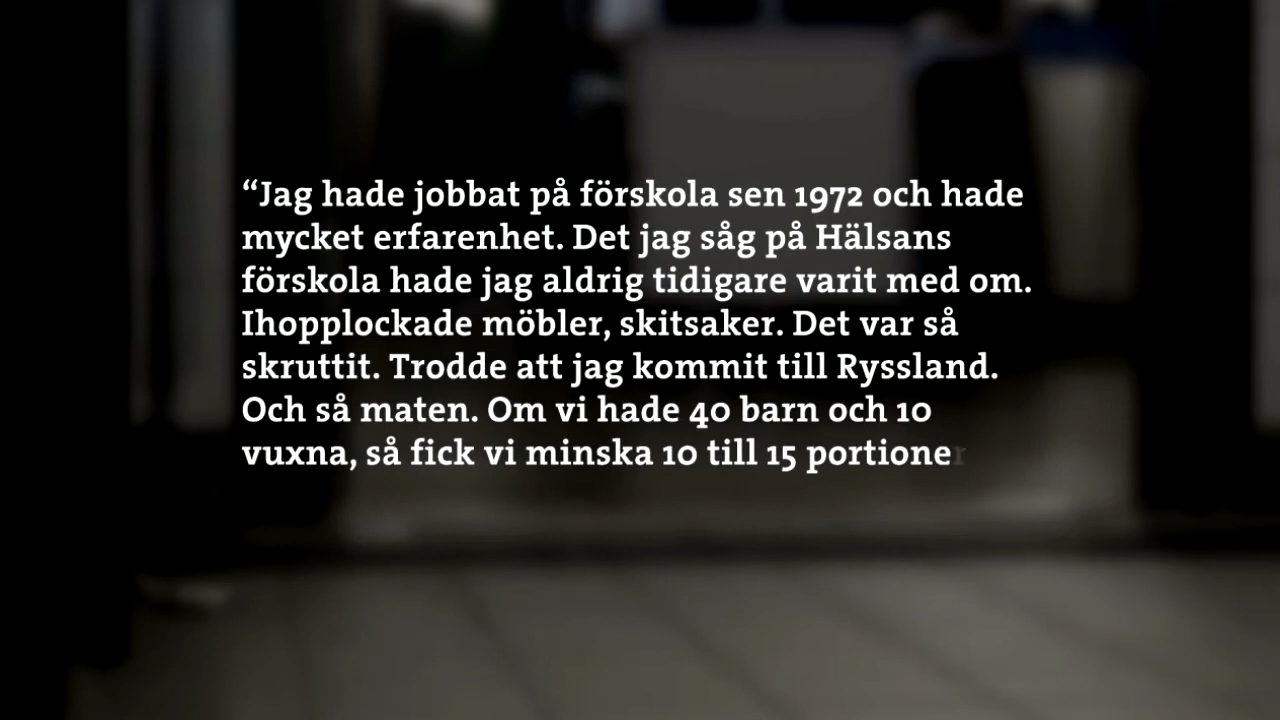 “Jag hade jobbat på förskola sen 1972 och hade
mycket erfarenhet. Det jag såg på Hälsans
förskola hade jag aldrig tidigare varit med om.
Ihopplockade möbler, skitsaker. Det var så
skruttit. Trodde att jag kommit till Ryssland.
Och så maten. Om vi hade 40 barn och 10
vuxna, så fick vi minska 10 till 15 portioner